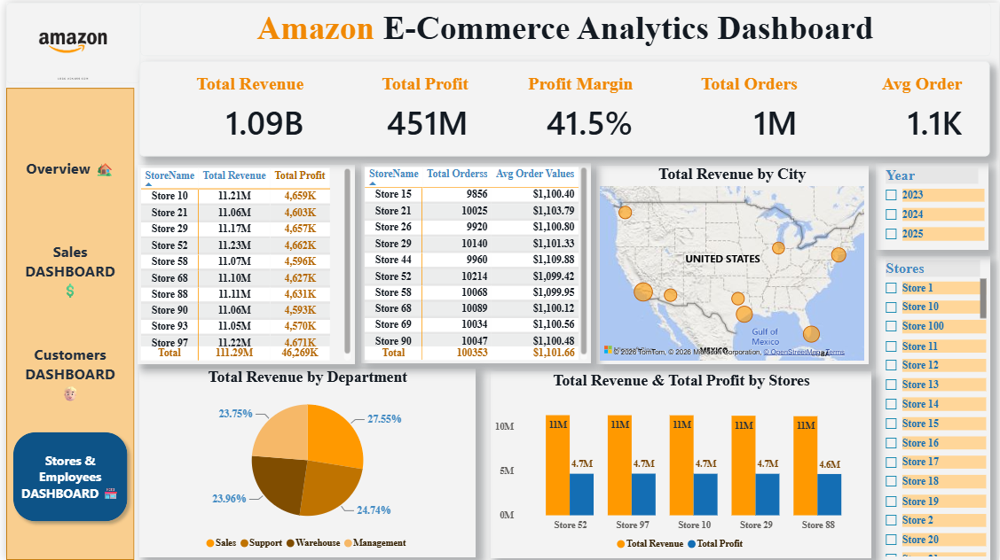 amazon
Amazon E-Commerce Analytics Dashboard
Total Revenue Total Profit Profit Margin Total Orders Avg Order
1.09B 451M 41.5% 1M 1.1K
Overview
Sales
DASHBOARD
Customers
DASHBOARD
Stores &
Employees
DASHBOARD
StoreName Total Revenue Total Profit
Store 10 11.21M 4,659K
Store 21 11.06M 4,603K
Store 29 11.17M 4,657K
Store 52 11.23M 4,662K
Store 58 11.07M 4,596K
Store 68 11.10M 4,627K
Store 88 11.11M 4,631K
Store 90 11.06M 4,593K
Store 93 11.05M 4,570K
Store 97 11.22M 4,671K
Total 111.29M 46,269K
StoreName Total Orderss Avg Order Values
Store 15 9856 $1,100.40
Store 21 10025 $1,103.79
Store 26 9920 $1,100.80
Store 29 10140 $1,101.33
Store 44 9960 $1,109.88
Store 52 10214 $1,099.42
Store 58 10068 $1,099.95
Store 68 10089 $1,100.12
Store 69 10034 $1,100.56
Store 90 10047 $1,100.48
Total 100353 $1,101.66
Total Revenue by City
UNITED STATES
Gulf of
Mexico
MEXICO
© 2026 TomTom, © 2026 Microsoft Corporation, © OpenStreetMap Terms
Year
2023
2024
2025
Stores
Store 1
Store 10
Store 100
Store 11
Store 12
Store 13
Store 14
Store 15
Store 16
Store 17
Store 18
Store 19
Store 2
Store 20
Total Revenue by Department
23.75%
27.55%
23.96%
24.74%
Sales Support Warehouse Management
Total Revenue & Total Profit by Stores
10M
5M
0M
11M 11M 11M 11M 11M
4.7M 4.7M 4.7M 4.7M 4.6M
Store 52 Store 97 Store 10 Store 29 Store 88
Total Revenue Total Profit